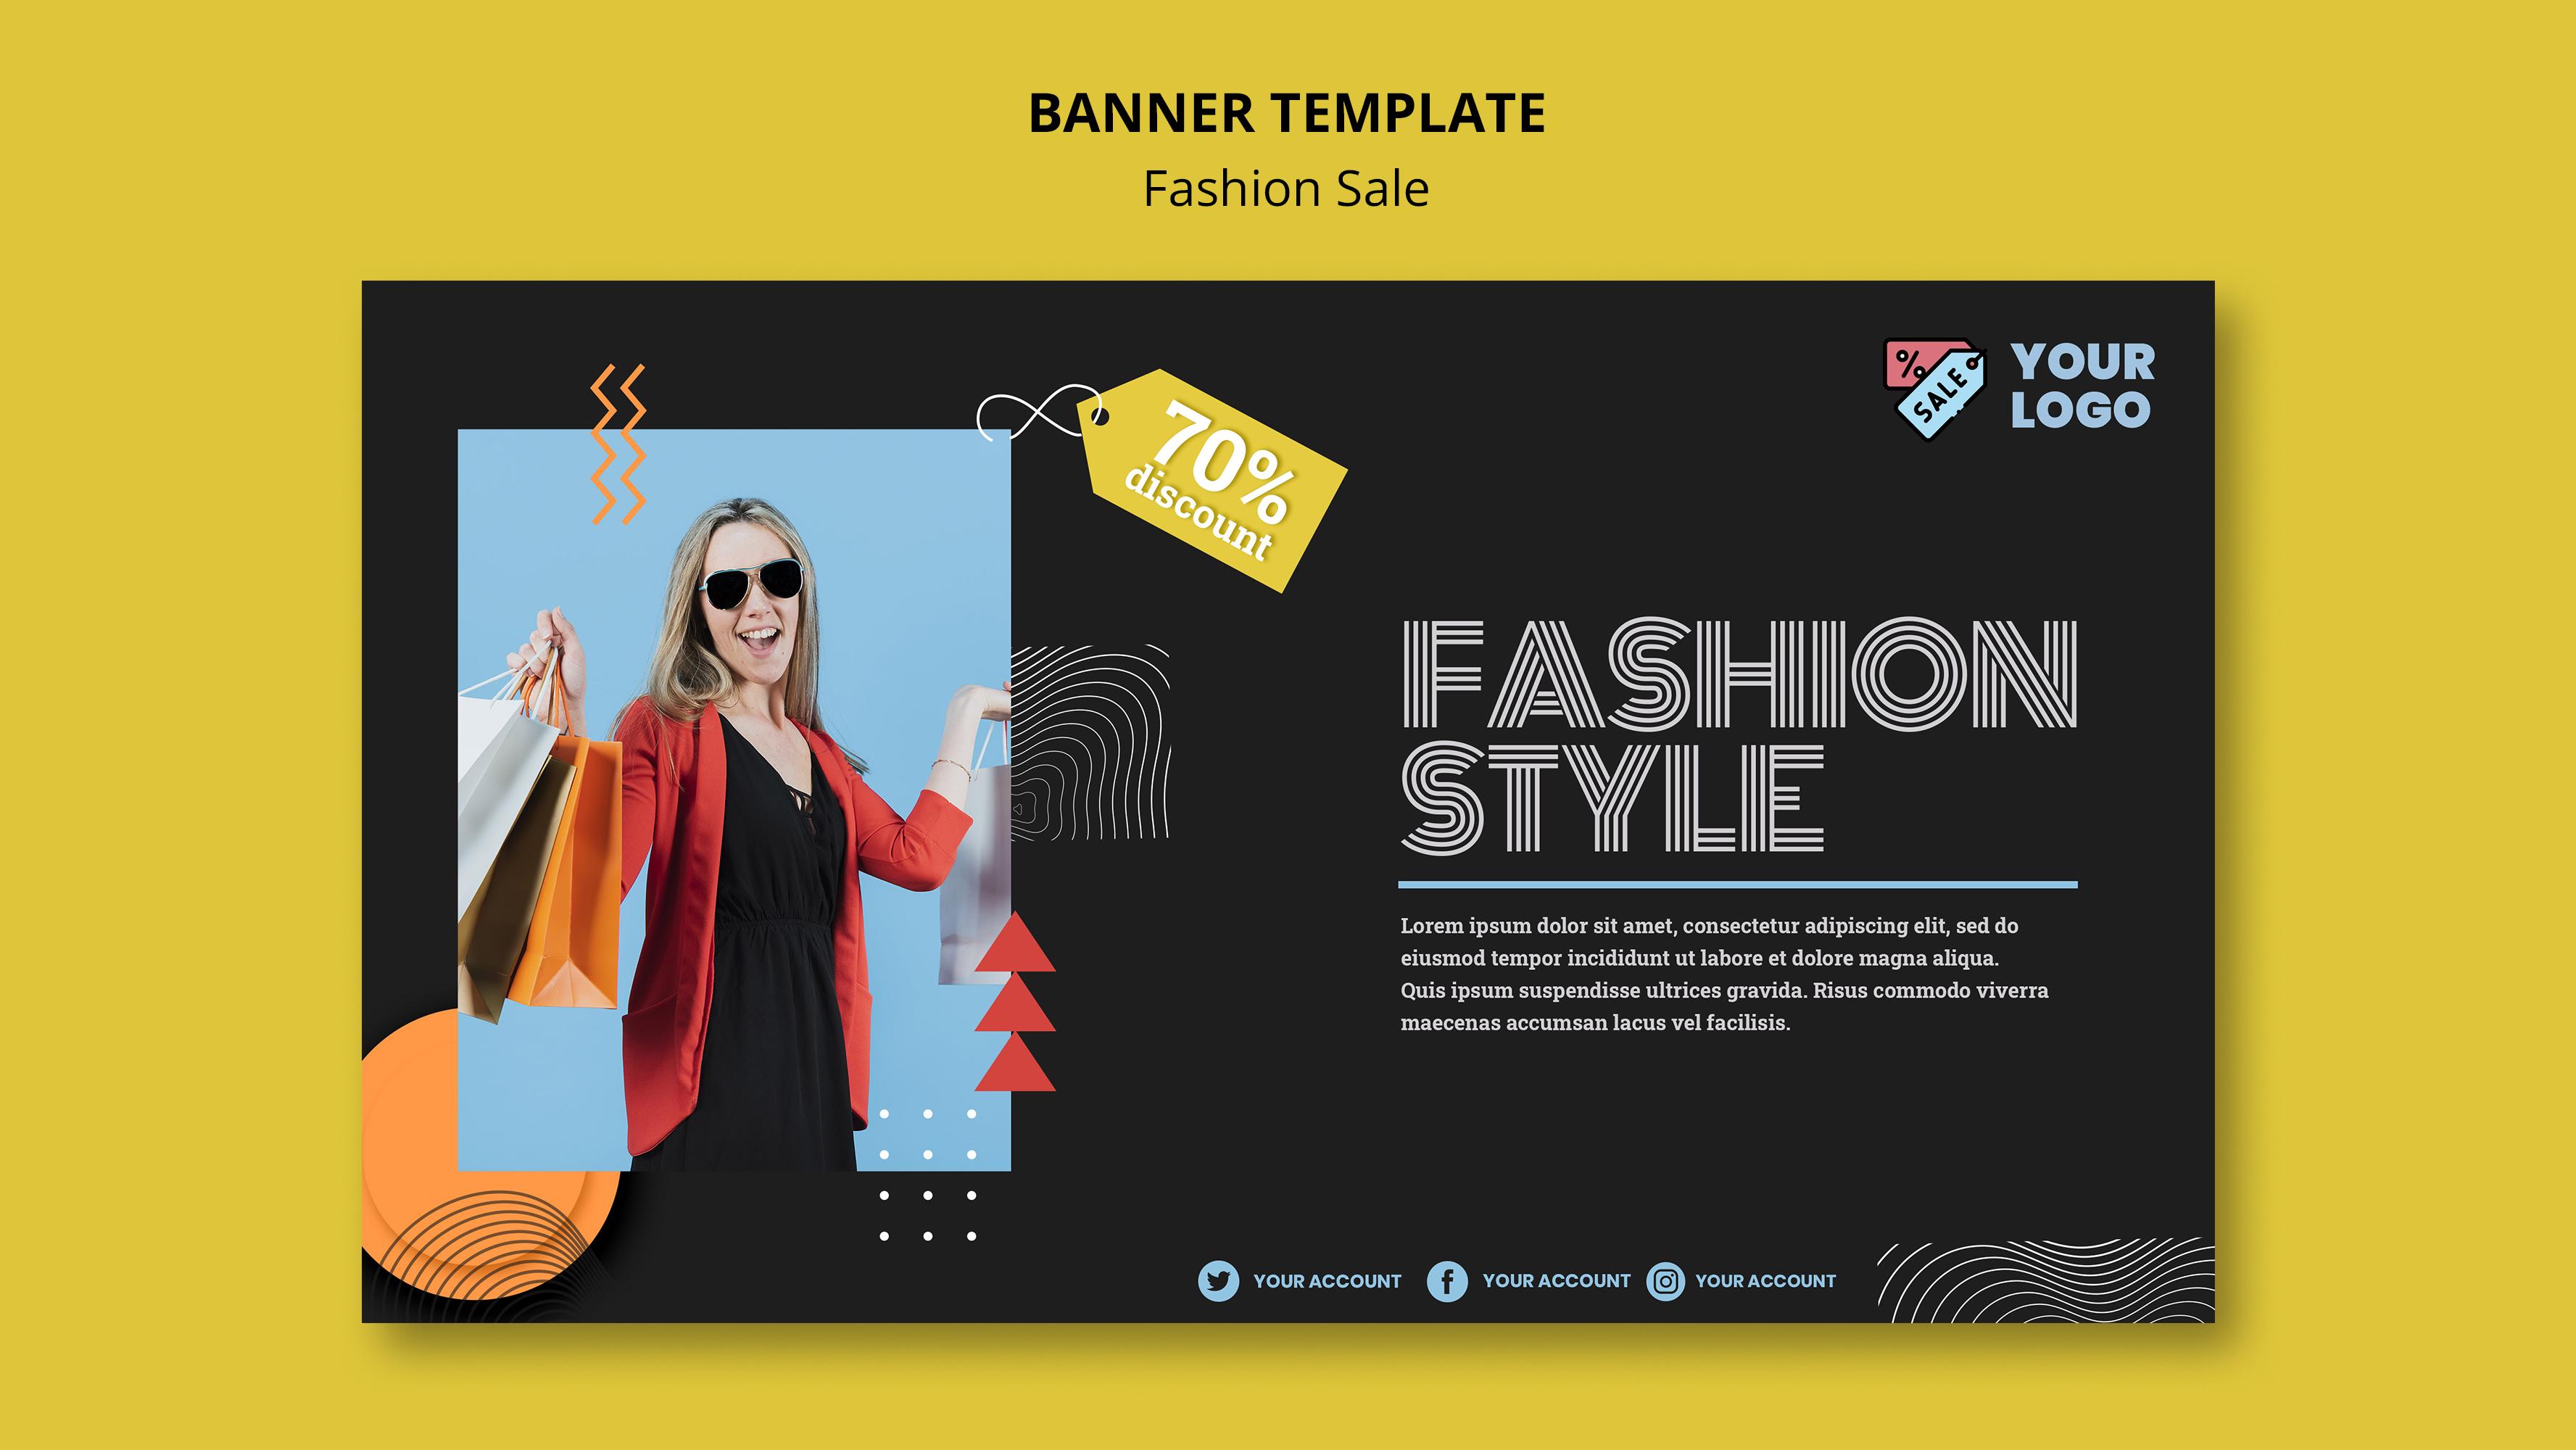 BANNER TEMPLATE
Fashion Sale
%
SALE
YOUR
LOGO
70%
discount
FASHION
STYLE
Lorem ipsum dolor sit amet, consectetur adipiscing elit, sed do
eiusmod tempor incididunt ut labore et dolore magna aliqua.
Quis ipsum suspendisse ultrices gravida. Risus commodo viverra
maecenas accumsan lacus vel facilisis.
YOUR ACCOUNT
YOUR ACCOUNT
YOUR ACCOUNT